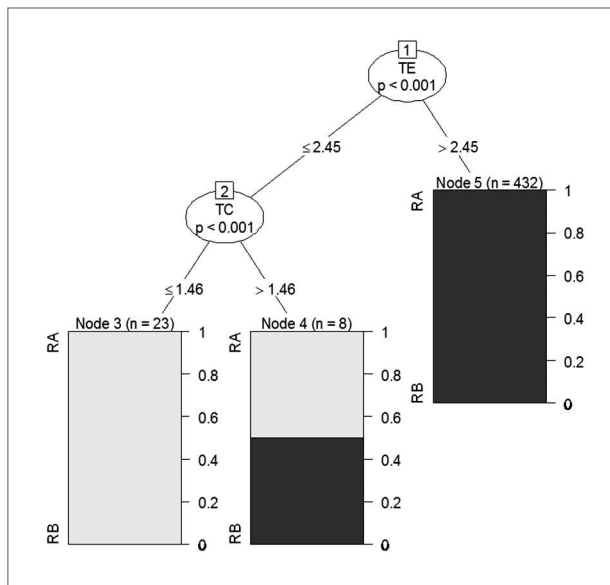 1
TE
p < 0.001
≤ 2.45
> 2.45
2
TC
p < 0.001
Node 5 (n = 432)
RA
RB
1
0.8
0.6
0.4
0.2
0
≤ 1.46
> 1.46
Node 3 (n = 23)
RA
RB
1
0.8
0.6
0.4
0.2
0
Node 4 (n = 8)
RA
RB
1
0.8
0.6
0.4
0.2
0